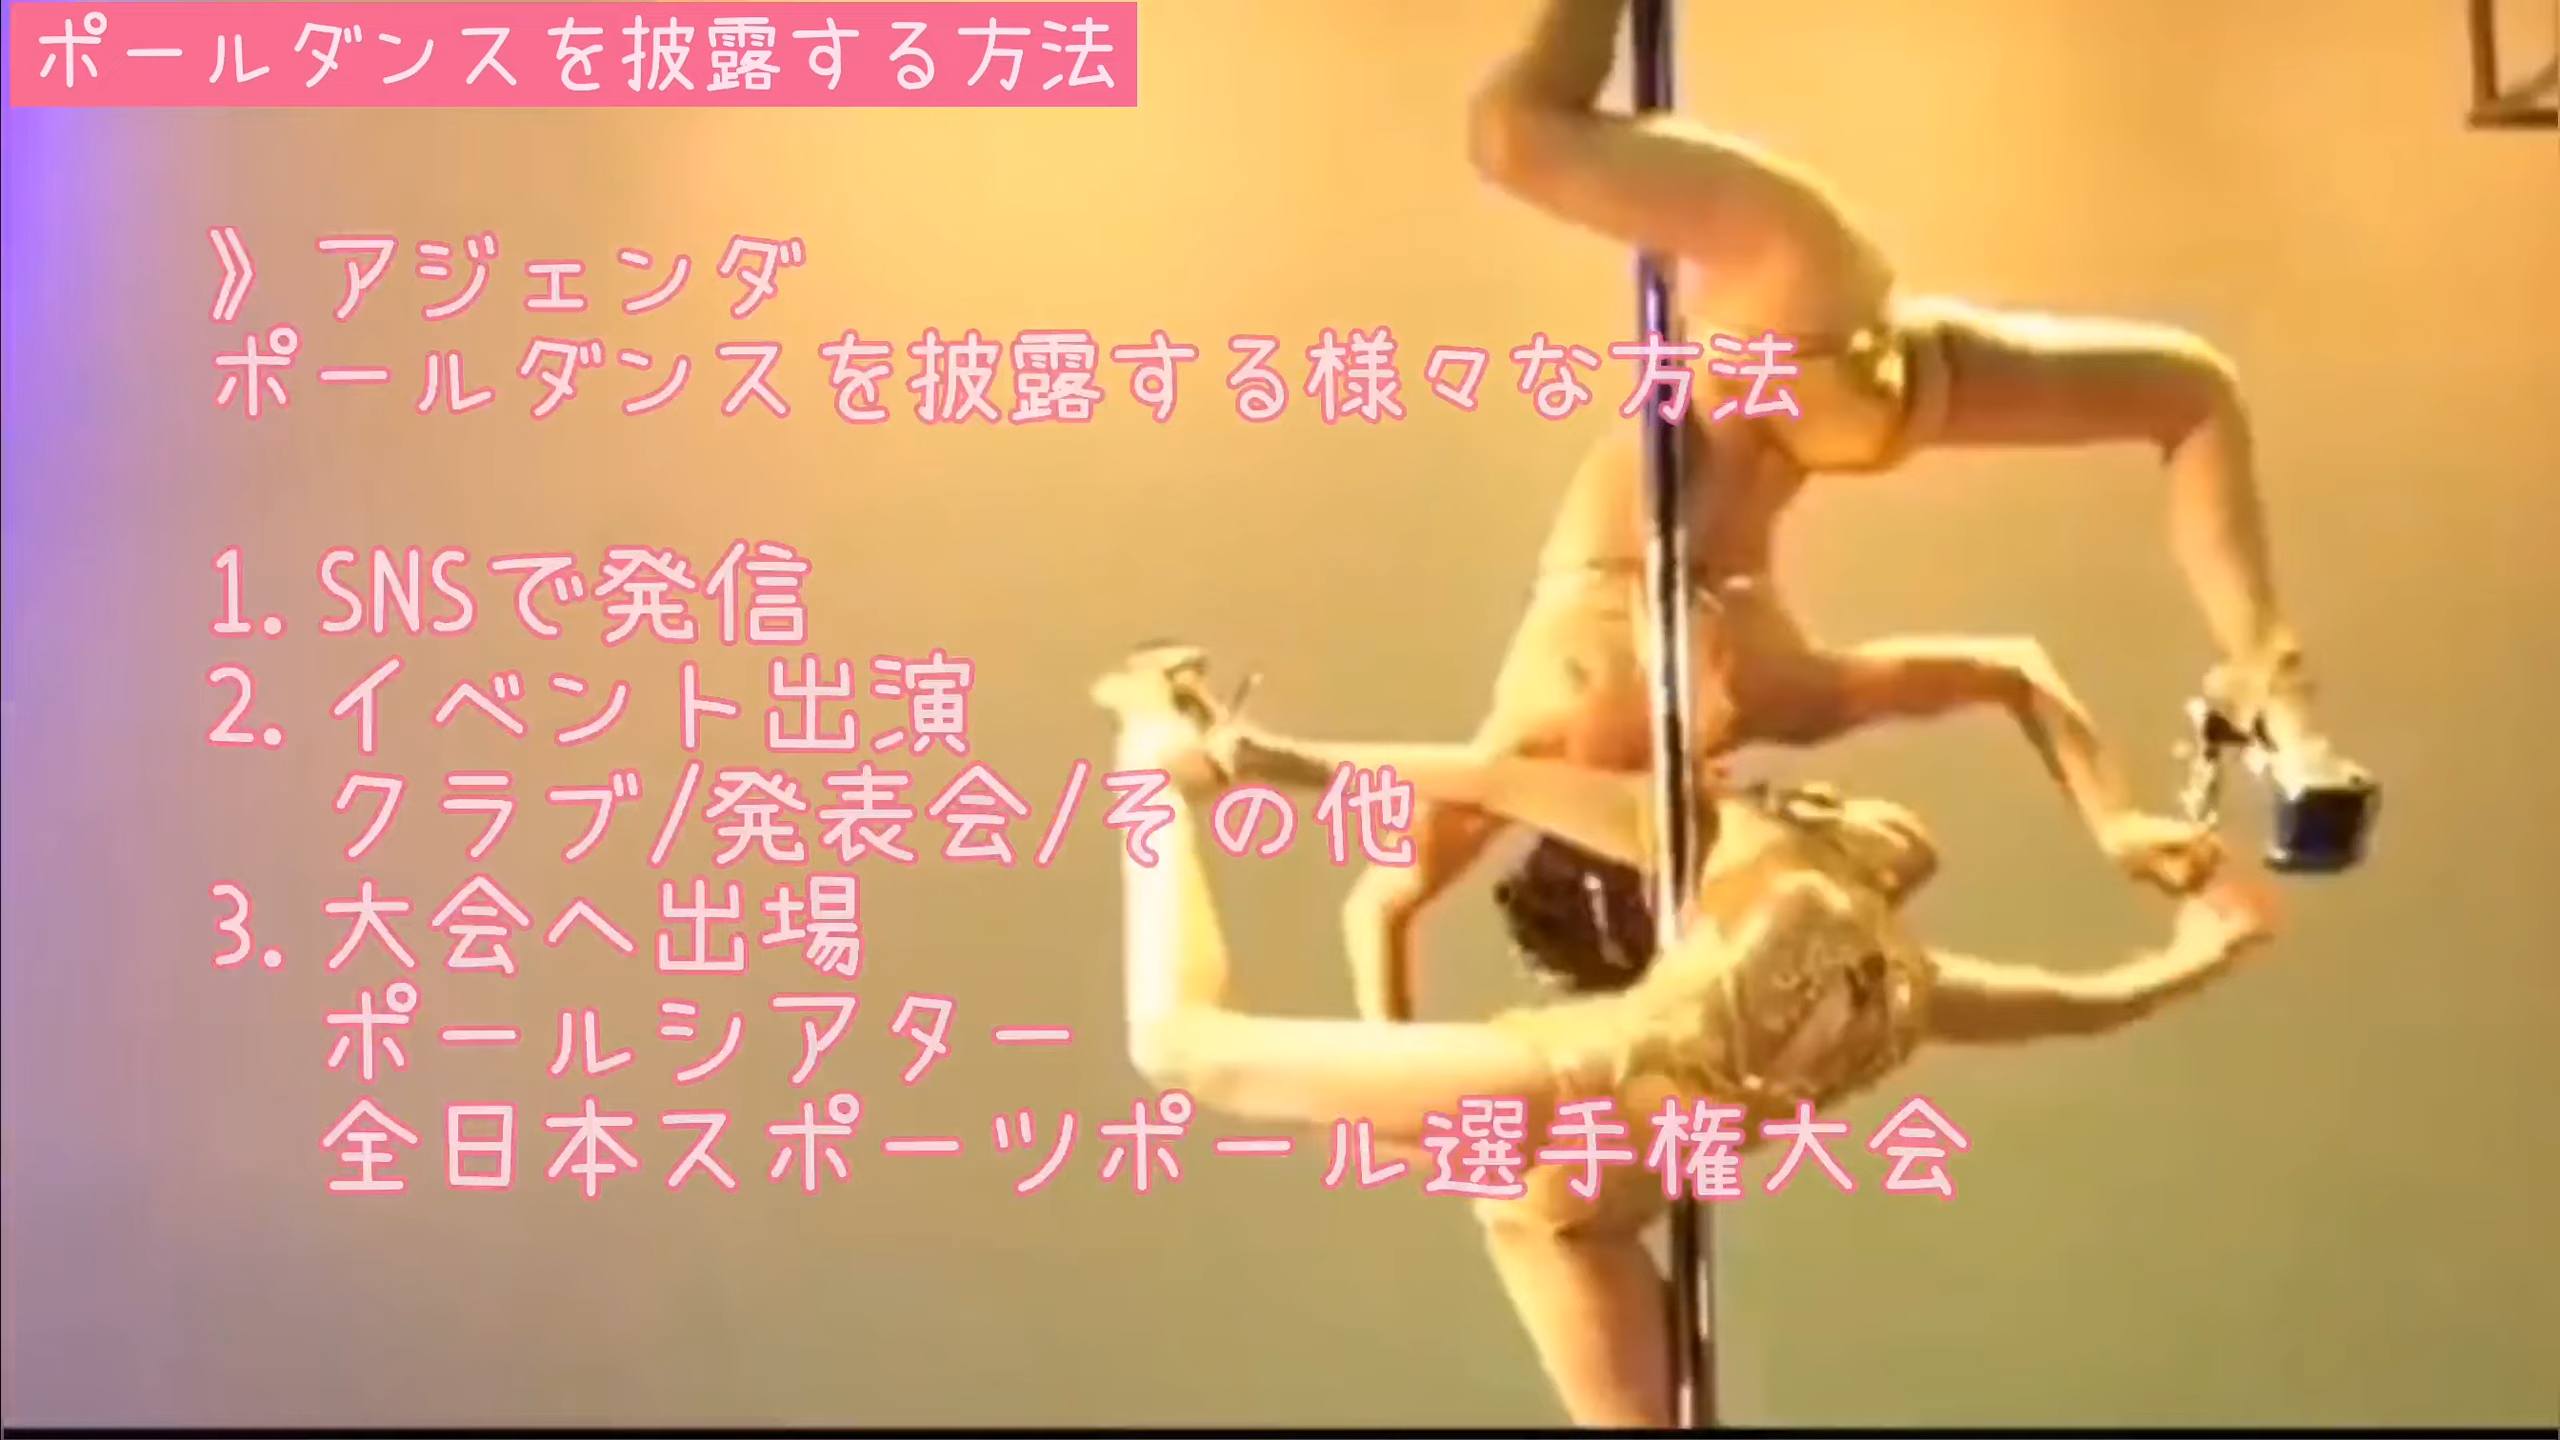 ポールダンスを披露する方法
》アジェンダ
ポールダンスを披露する様々な方法
1. SNSで発信
2. イベント出演
クラブ/発表会/その他
3. 大会へ出場
ポールシアター
全日本スポーツポール選手権大会